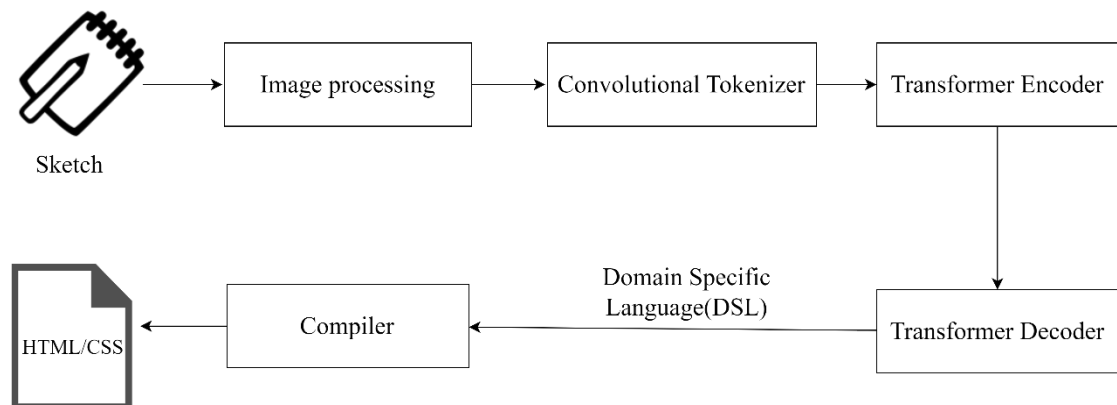 Image processing
Convolutional Tokenizer
Transformer Encoder
Sketch
Domain Specific
Language(DSL)
Compiler
Transformer Decoder
HTML/CSS